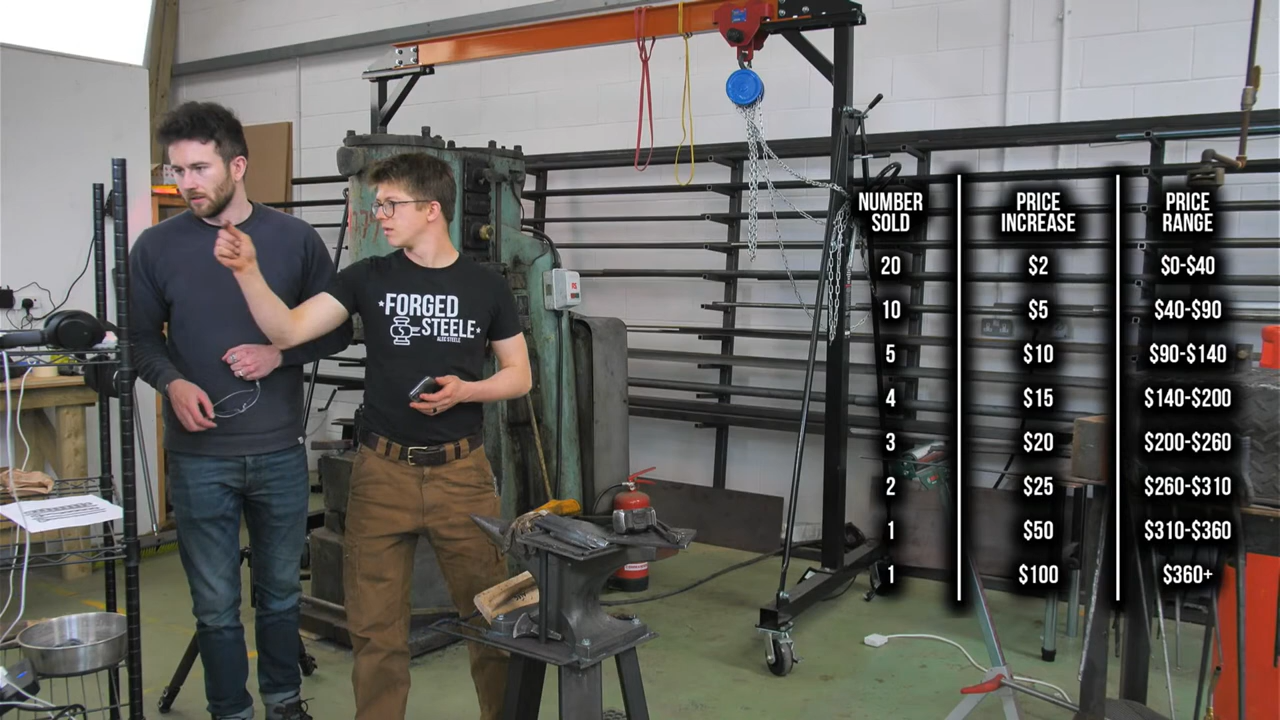 *FORGED
STEELE*
ALEC STEELE
NUMBER SOLD PRICE INCREASE PRICE RANGE
20 $2 $0-$40
10 $5 $40-$90
5 $10 $90-$140
4 $15 $140-$200
3 $20 $200-$260
2 $25 $260-$310
1 $50 $310-$360
1 $100 $360+